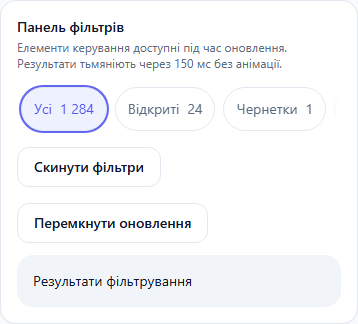 Панель фільтрів
Елементи керування доступні під час оновлення.
Результати тьмяніють через 150 мс без анімації.
Усі 1 284 Відкриті 24 Чернетки 1
Скинути фільтри
Перемкнути оновлення
Результати фільтрування